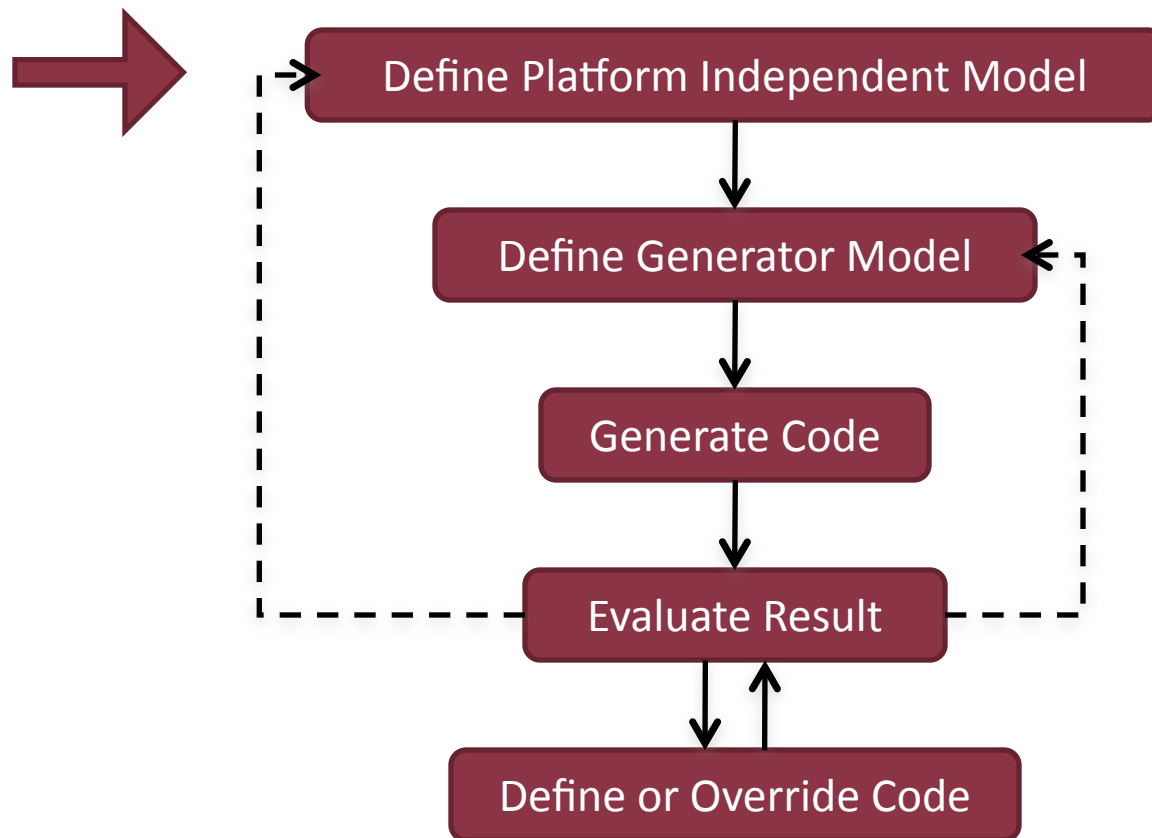 Define Platform Independent Model
Define Generator Model
Generate Code
Evaluate Result
Define or Override Code